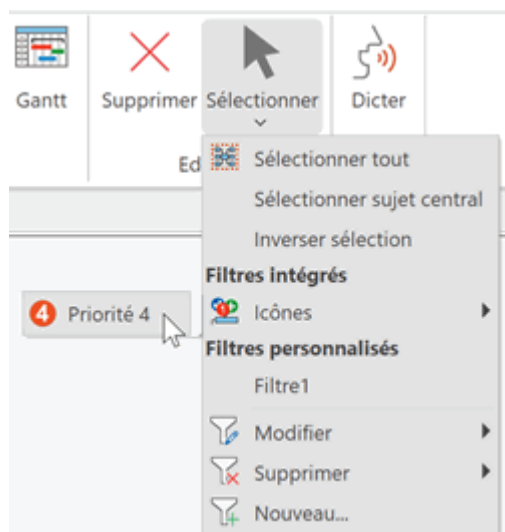 Gantt
Supprimer
Sélectionner
Dicter
Ed
Sélectionner tout
Sélectionner sujet central
Inverser sélection
Filtres intégrés
Icônes
4 Priorité 4
Filtres personnalisés
Filtre1
Modifier
Supprimer
Nouveau...